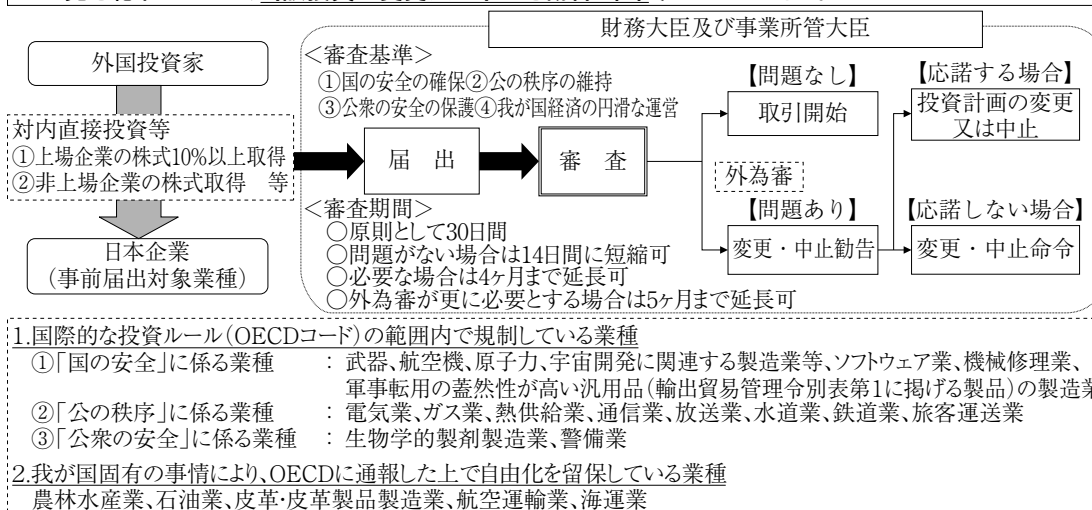 財務大臣及び事業所管大臣
外国投資家
対内直接投資等
①上場企業の株式10%以上取得
②非上場企業の株式取得 等
日本企業
(事前届出対象業種)
<審査基準>
①国の安全の確保②公の秩序の維持
③公衆の安全の保護④我が国経済の円滑な運営
届 出
審 査
<審査期間>
○原則として30日間
○問題がない場合は14日間に短縮可
○必要な場合は4ヶ月まで延長可
○外為審が更に必要とする場合は5ヶ月まで延長可
【問題なし】
取引開始
外為審
【問題あり】
変更・中止勧告
【応諾する場合】
投資計画の変更
又は中止
【応諾しない場合】
変更・中止命令
1.国際的な投資ルール(OECDコード)の範囲内で規制している業種
①「国の安全」に係る業種 : 武器、航空機、原子力、宇宙開発に関連する製造業等、ソフトウェア業、機械修理業、
軍事転用の蓋然性が高い汎用品(輸出貿易管理令別表第1に掲げる製品)の製造業
②「公の秩序」に係る業種 : 電気業、ガス業、熱供給業、通信業、放送業、水道業、鉄道業、旅客運送業
③「公衆の安全」に係る業種 : 生物学的製剤製造業、警備業
2.我が国固有の事情により、OECDに通報した上で自由化を留保している業種
農林水産業、石油業、皮革・皮革製品製造業、航空運輸業、海運業